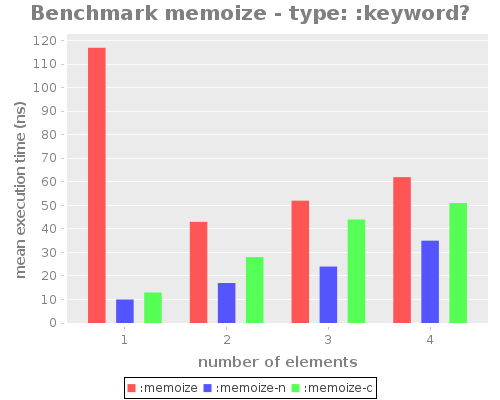 Benchmark memoize - type: :keyword?
mean execution time (ns)
120
110
100
90
80
70
60
50
40
30
20
10
0
1 2 3 4
number of elements
:memoize :memoize-n :memoize-c